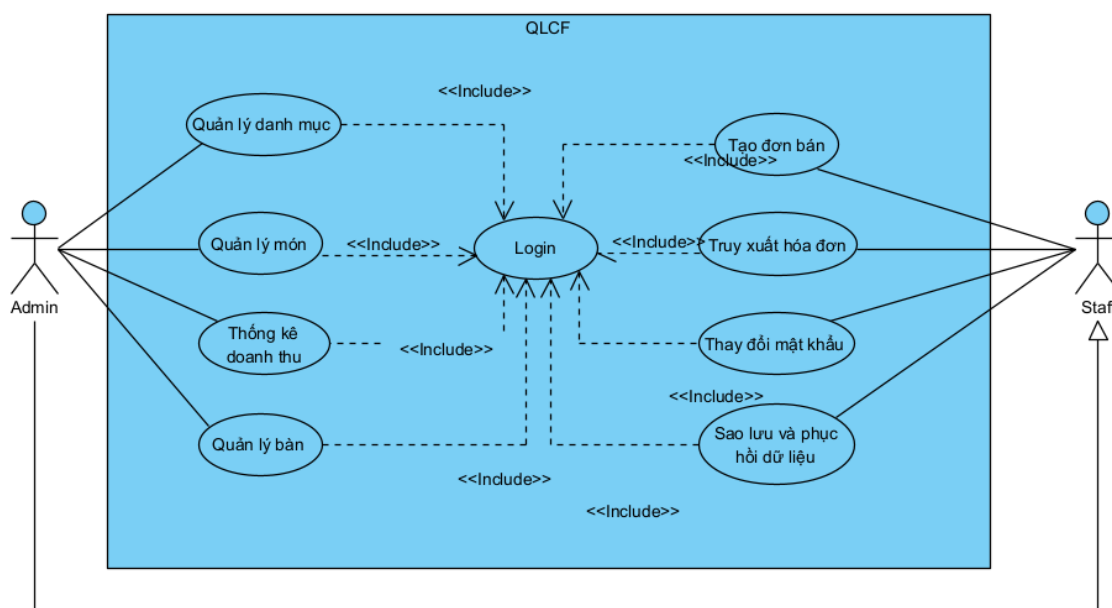 QLCF
<<Include>>
Quản lý danh mục
Tạo đơn bán
<<Include>>
Quản lý món
<<Include>>
Login
<<Include>>
Truy xuất hóa đơn
Admin
Staf
Thống kê
doanh thu
<<Include>>
Thay đổi mật khẩu
<<Include>>
Quản lý bàn
Sao lưu và phục
hồi dữ liệu
<<Include>>
<<Include>>